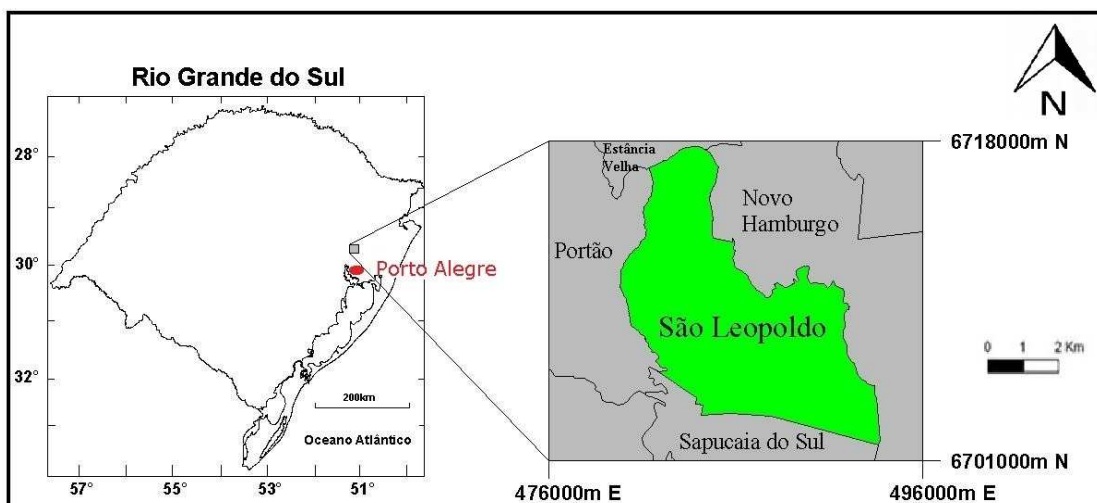 Rio Grande do Sul
28°
30°
32°
57°
55°
53°
51°
Porto Alegre
200km
Oceano Atlântico
Estância
Velha
Novo
Hamburgo
Portão
São Leopoldo
Sapucaia do Sul
N
6718000m N
0 1 2 Km
6701000m N
476000m E
496000m E